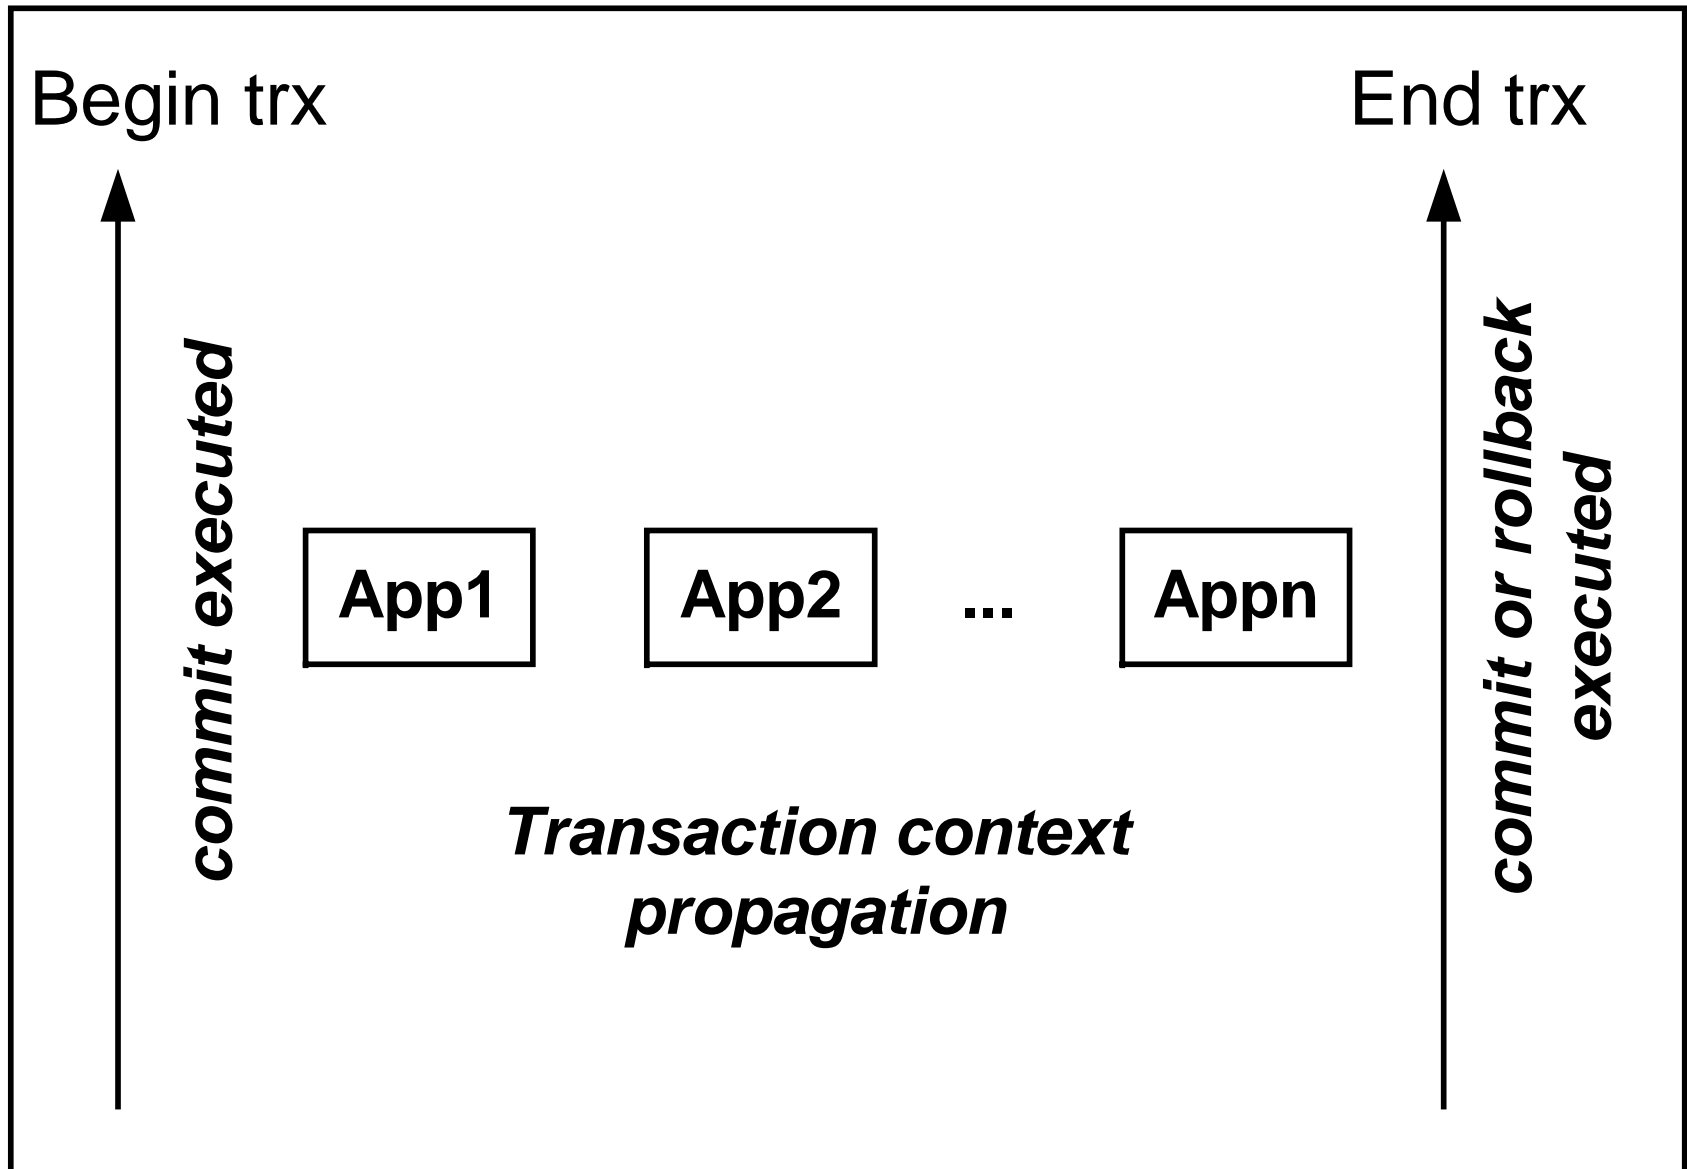 Begin trx
End trx
commit executed
App1
App2
...
Appn
commit or rollback
executed
Transaction context
propagation